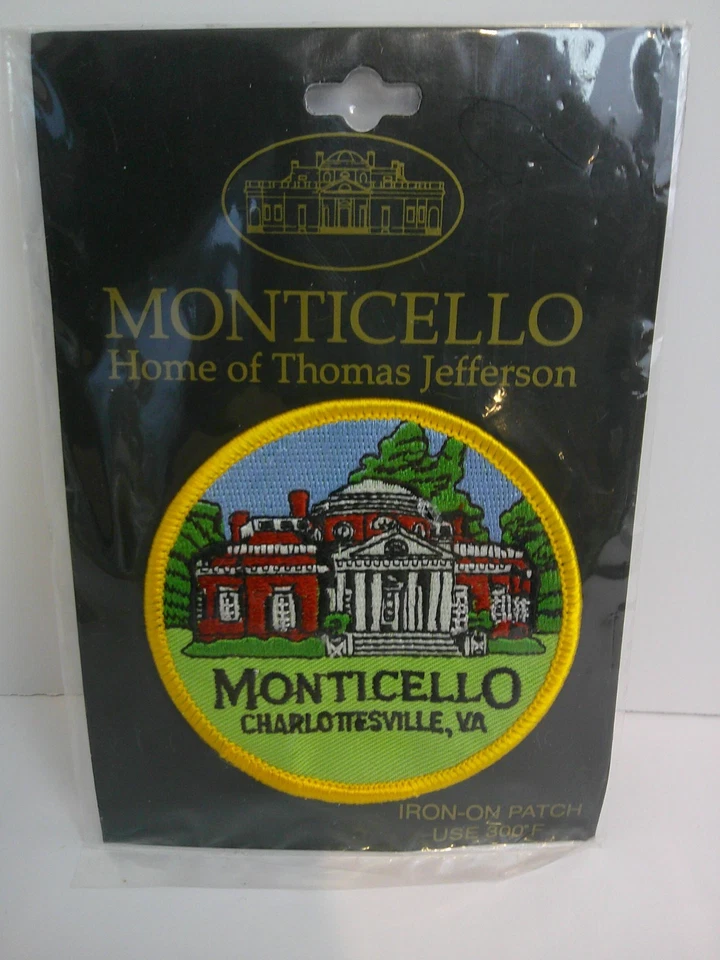 MONTICELLO
Home of Thomas Jefferson
MONTICELLO
CHARLOTTESVILLE, VA
IRON-ON PATCH
USE 300°F